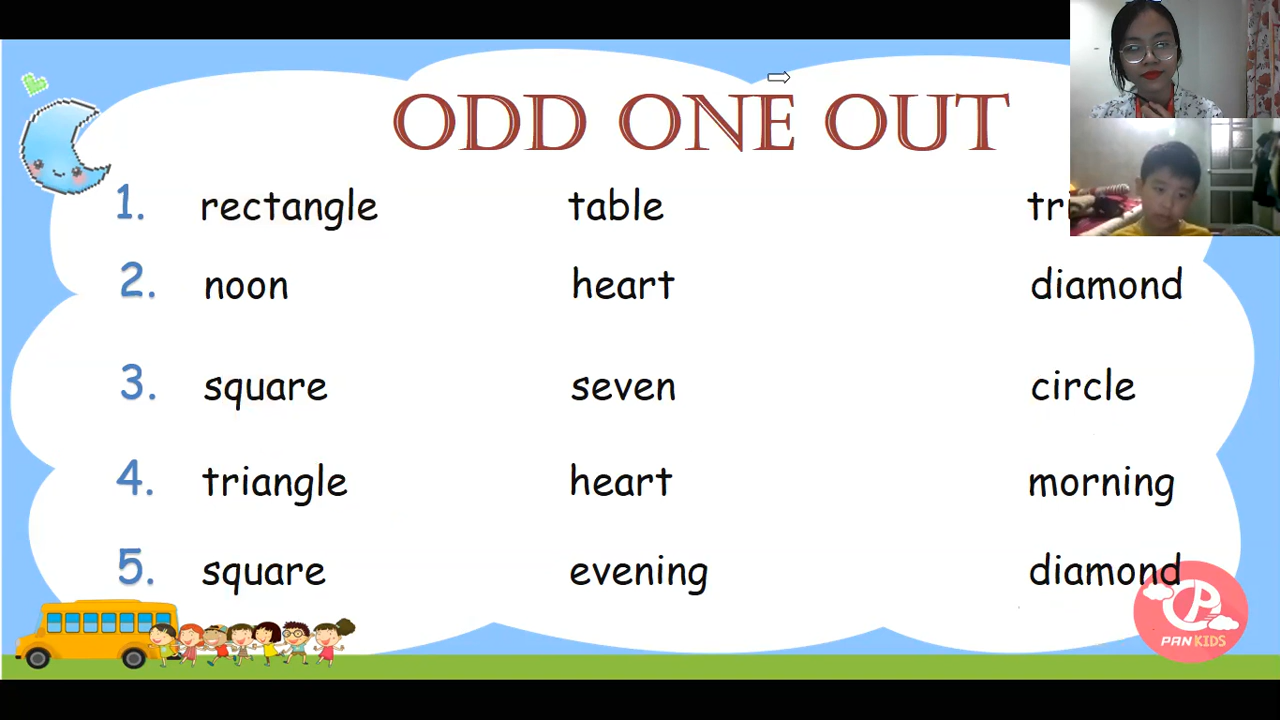 ODD ONE OUT
1. rectangle table
2. noon heart diamond
3. square seven circle
4. triangle heart morning
5. square evening diamond
PAN KIDS